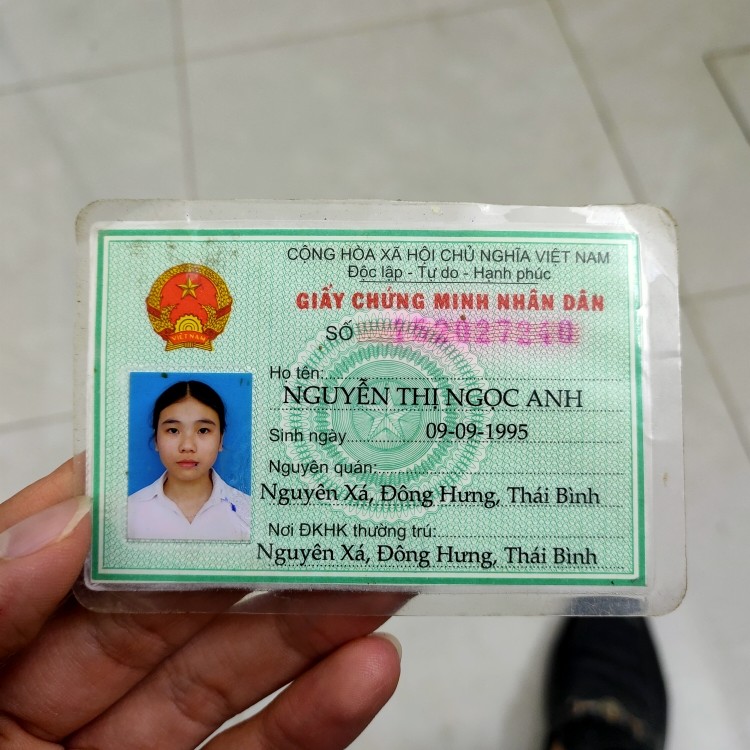 CỘNG HÒA XÃ HỘI CHỦ NGHĨA VIỆT NAM
Độc lập - Tự do - Hạnh phúc
GIẤY CHỨNG MINH NHÂN DÂN
SỐ
VIỆT NAM
Họ tên:
NGUYỄN THỊ NGỌC ANH
Sinh ngày 09-09-1995
Nguyên quán:
Nguyên Xá, Đông Hưng, Thái Bình
Nơi ĐKHK thường trú:
Nguyên Xá, Đông Hưng, Thái Bình